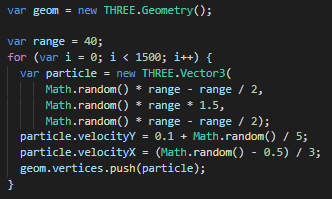 var geom = new THREE.Geometry();

var range = 40;
for (var i = 0; i < 1500; i++) {
  var particle = new THREE.Vector3(
      Math.random() * range - range / 2,
      Math.random() * range * 1.5,
      Math.random() * range - range / 2);
  particle.velocityY = 0.1 + Math.random() / 5;
  particle.velocityX = (Math.random() - 0.5) / 3;
  geom.vertices.push(particle);
}